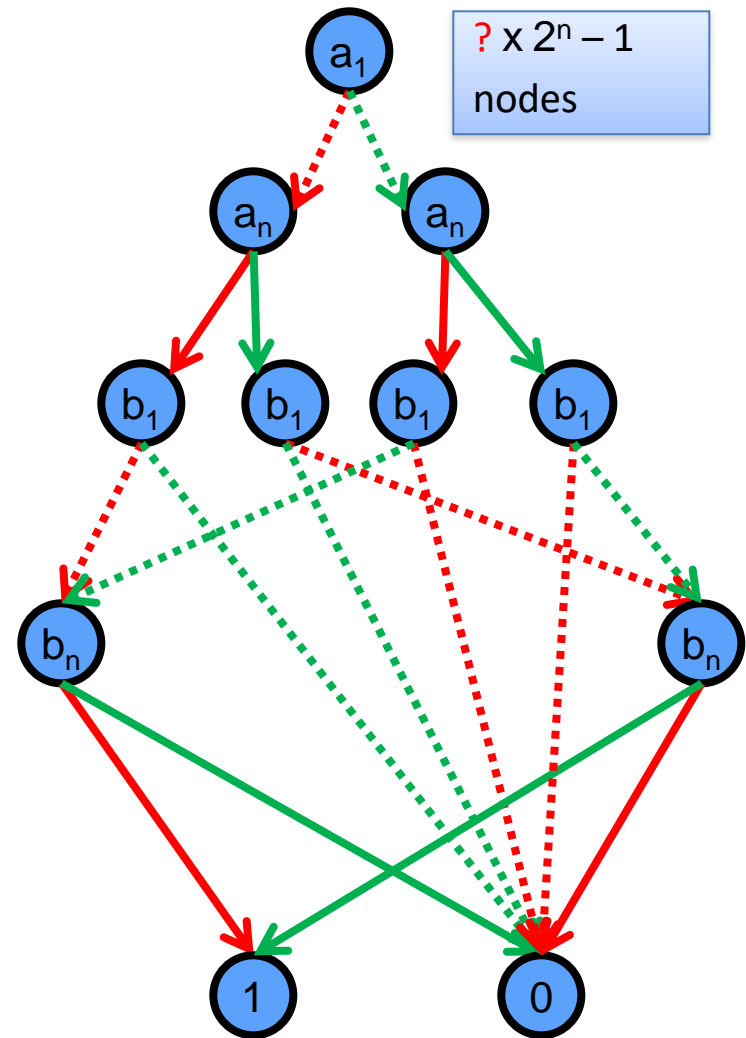 ? x 2ⁿ – 1
nodes
a₁
aₙ aₙ
b₁ b₁ b₁ b₁
bₙ bₙ
1 0